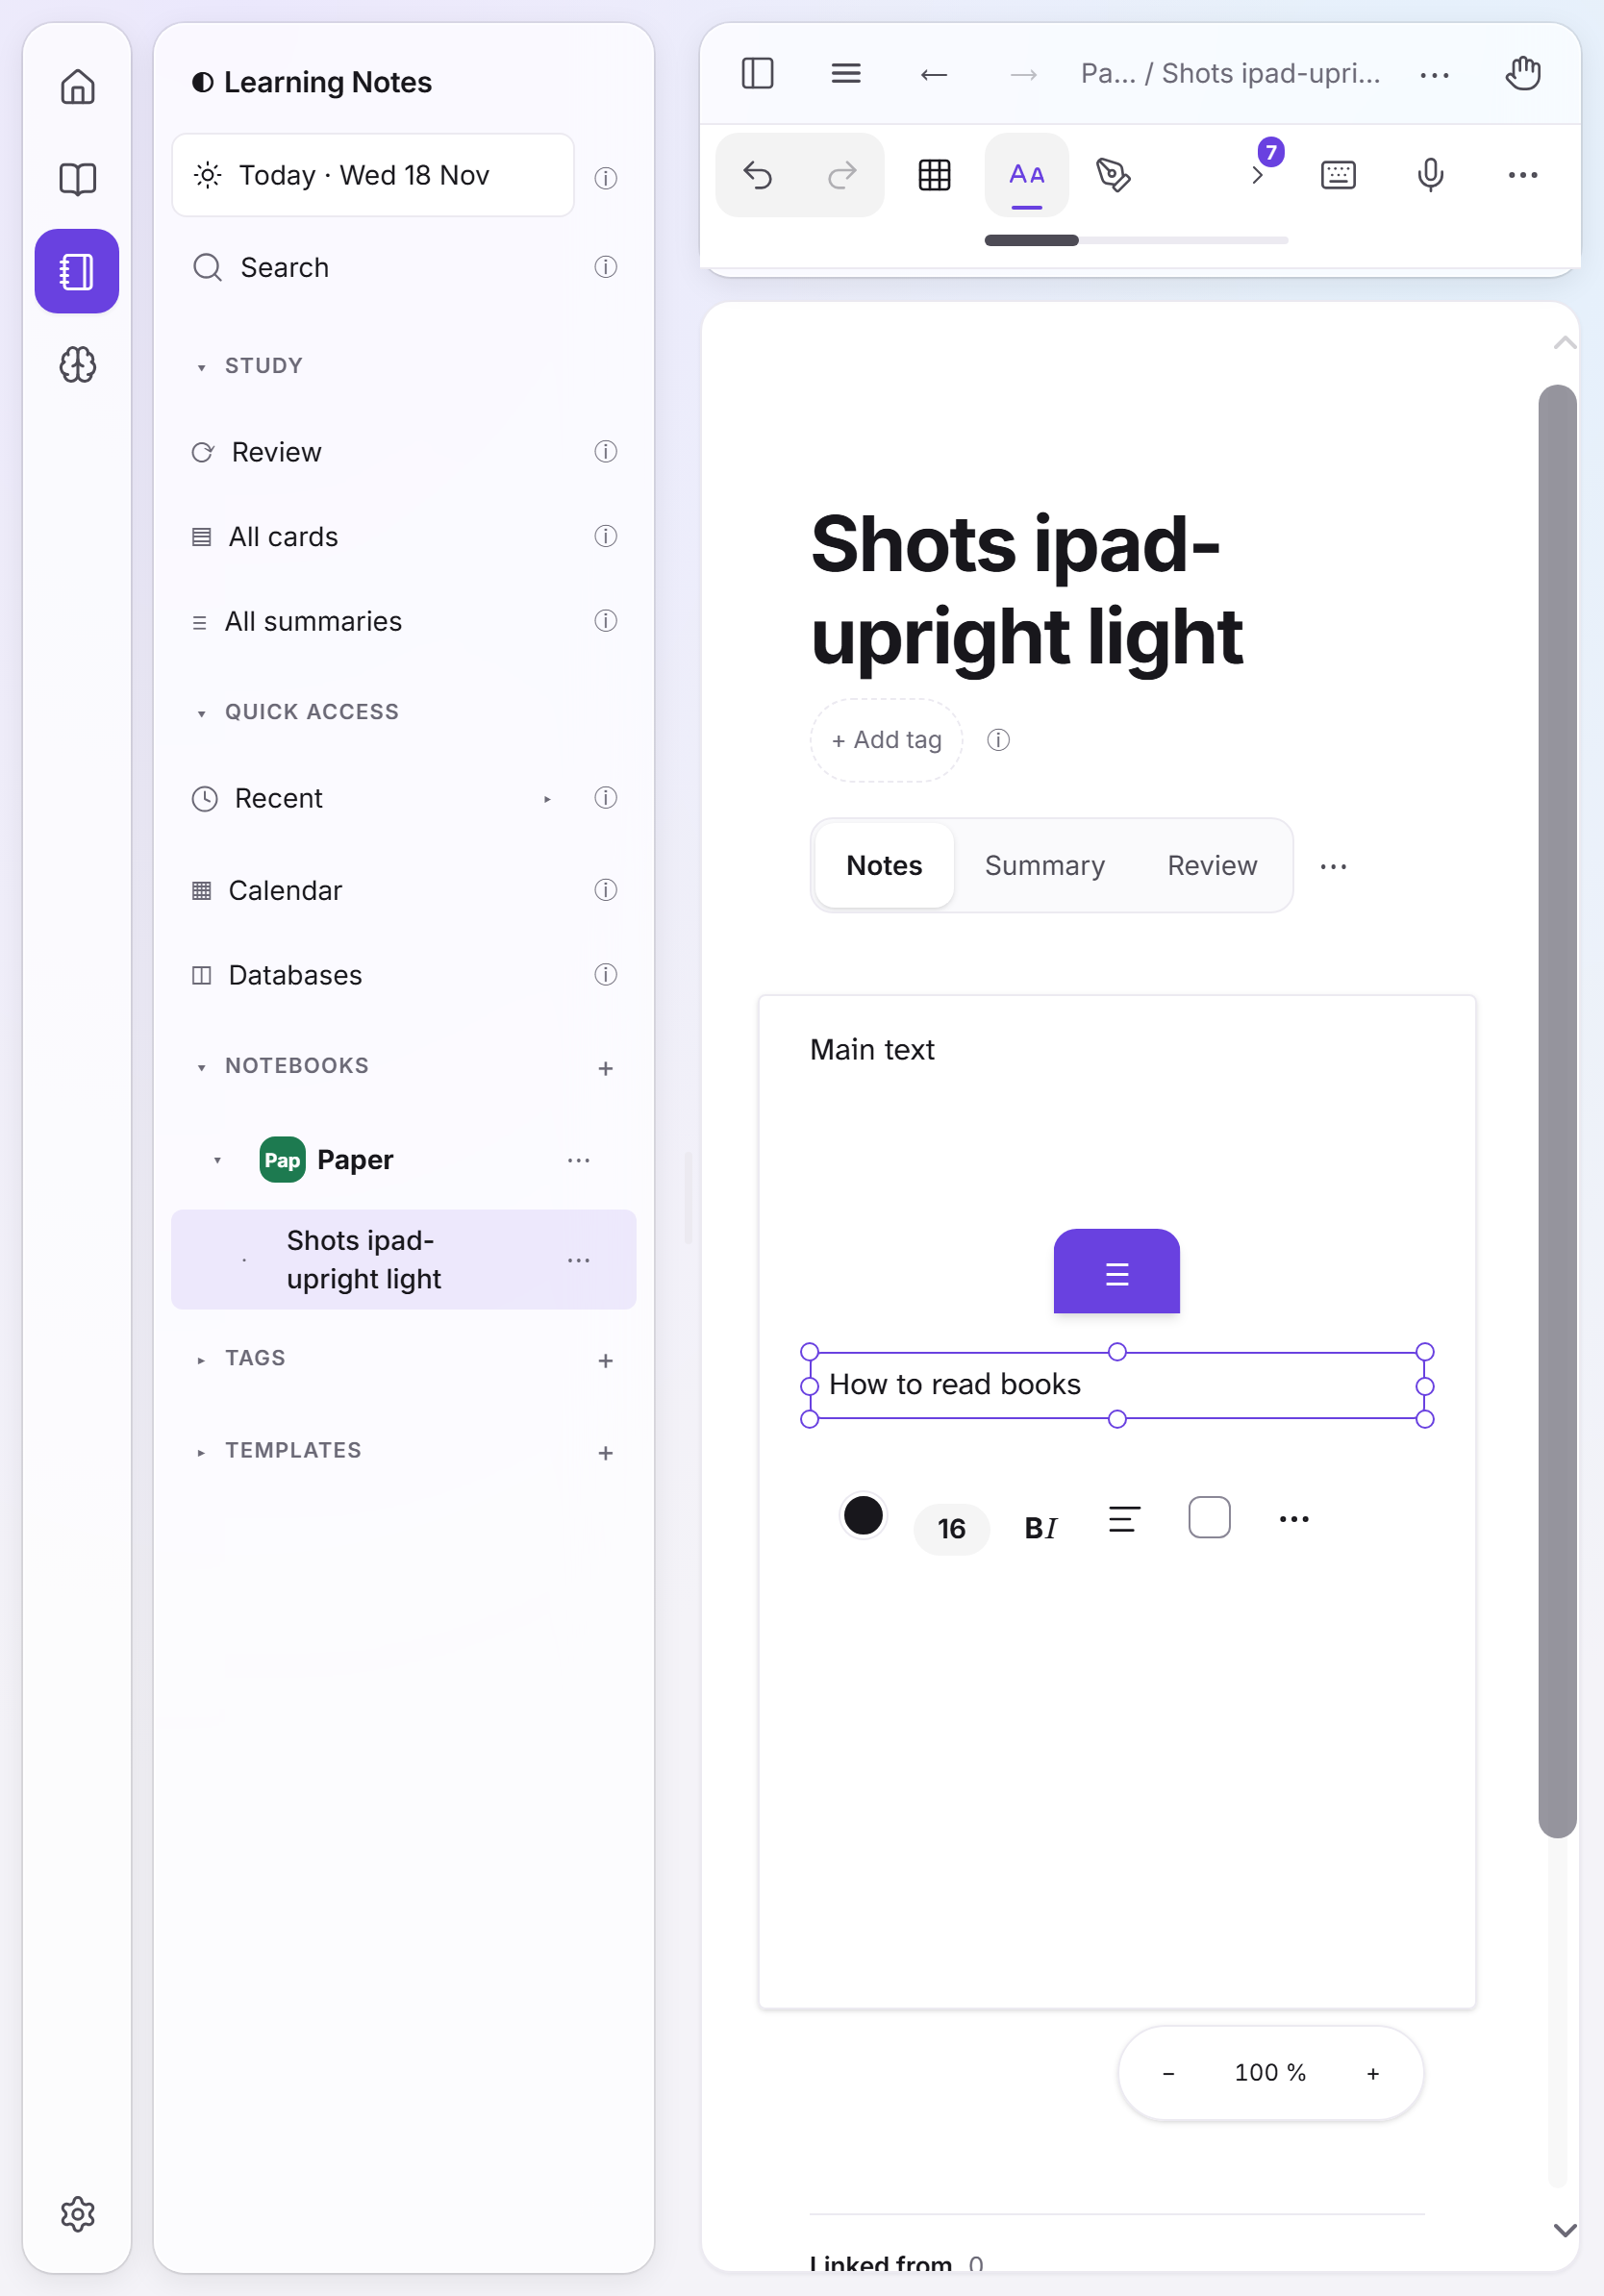 Learning Notes
Today · Wed 18 Nov
Search
STUDY
Review
All cards
All summaries
QUICK ACCESS
Recent
Calendar
Databases
NOTEBOOKS
Pap Paper
Shots ipad-
upright light
TAGS
TEMPLATES
Pa... / Shots ipad-upri...
AA
7
Shots ipad-
upright light
+ Add tag
Notes Summary Review
Main text
How to read books
16 BI
− 100 % +
Linked from 0